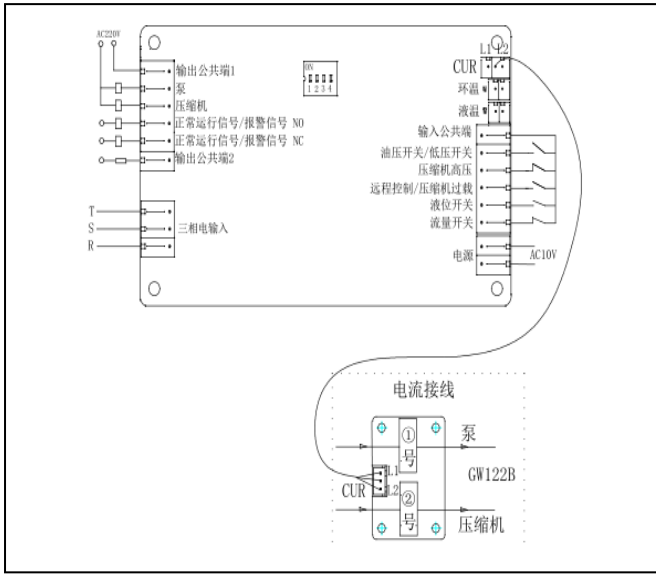 AC220V
输出公共端1
泵
压缩机
正常运行信号/报警信号 NO
正常运行信号/报警信号 NC
输出公共端2
T
S
R
三相电输入
ON
1 2 3 4
L1 L2
CUR
环温
液温
输入公共端
油压开关/低压开关
压缩机高压
远程控制/压缩机过载
液位开关
流量开关
电源
AC10V
电流接线
①号
泵
L1
GW122B
CUR
L2
②号
压缩机